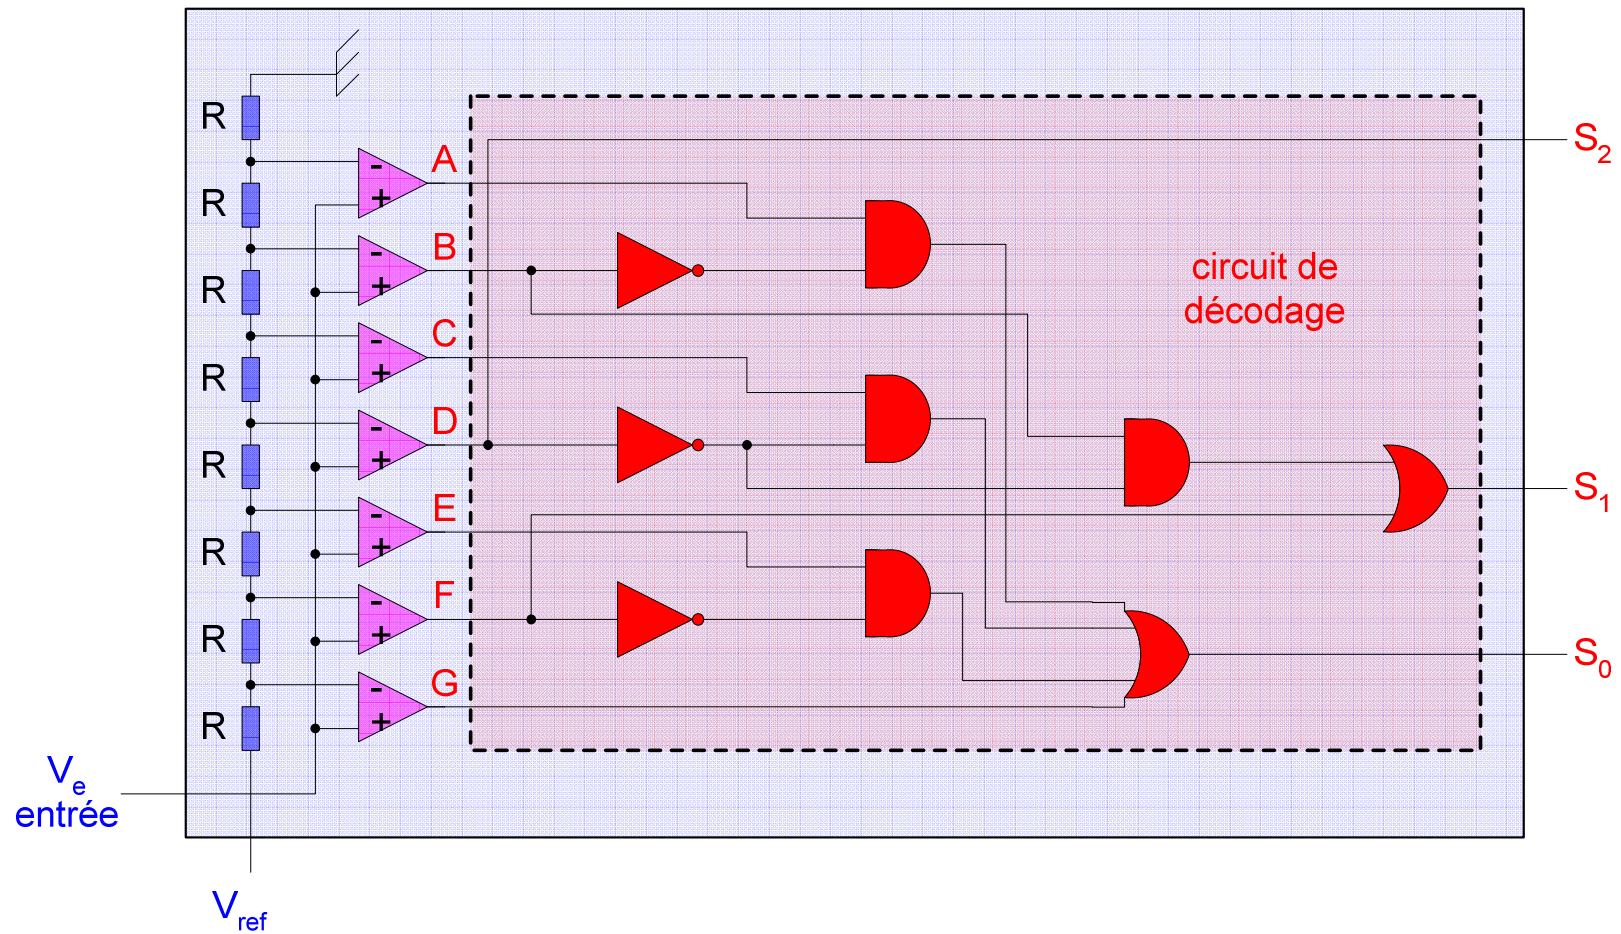 R
R
R
R
R
R
R
R
A
-
+
B
-
+
C
-
+
D
-
+
E
-
+
F
-
+
G
-
+
circuit de
décodage
S2
S1
S0
Ve
entrée
Vref